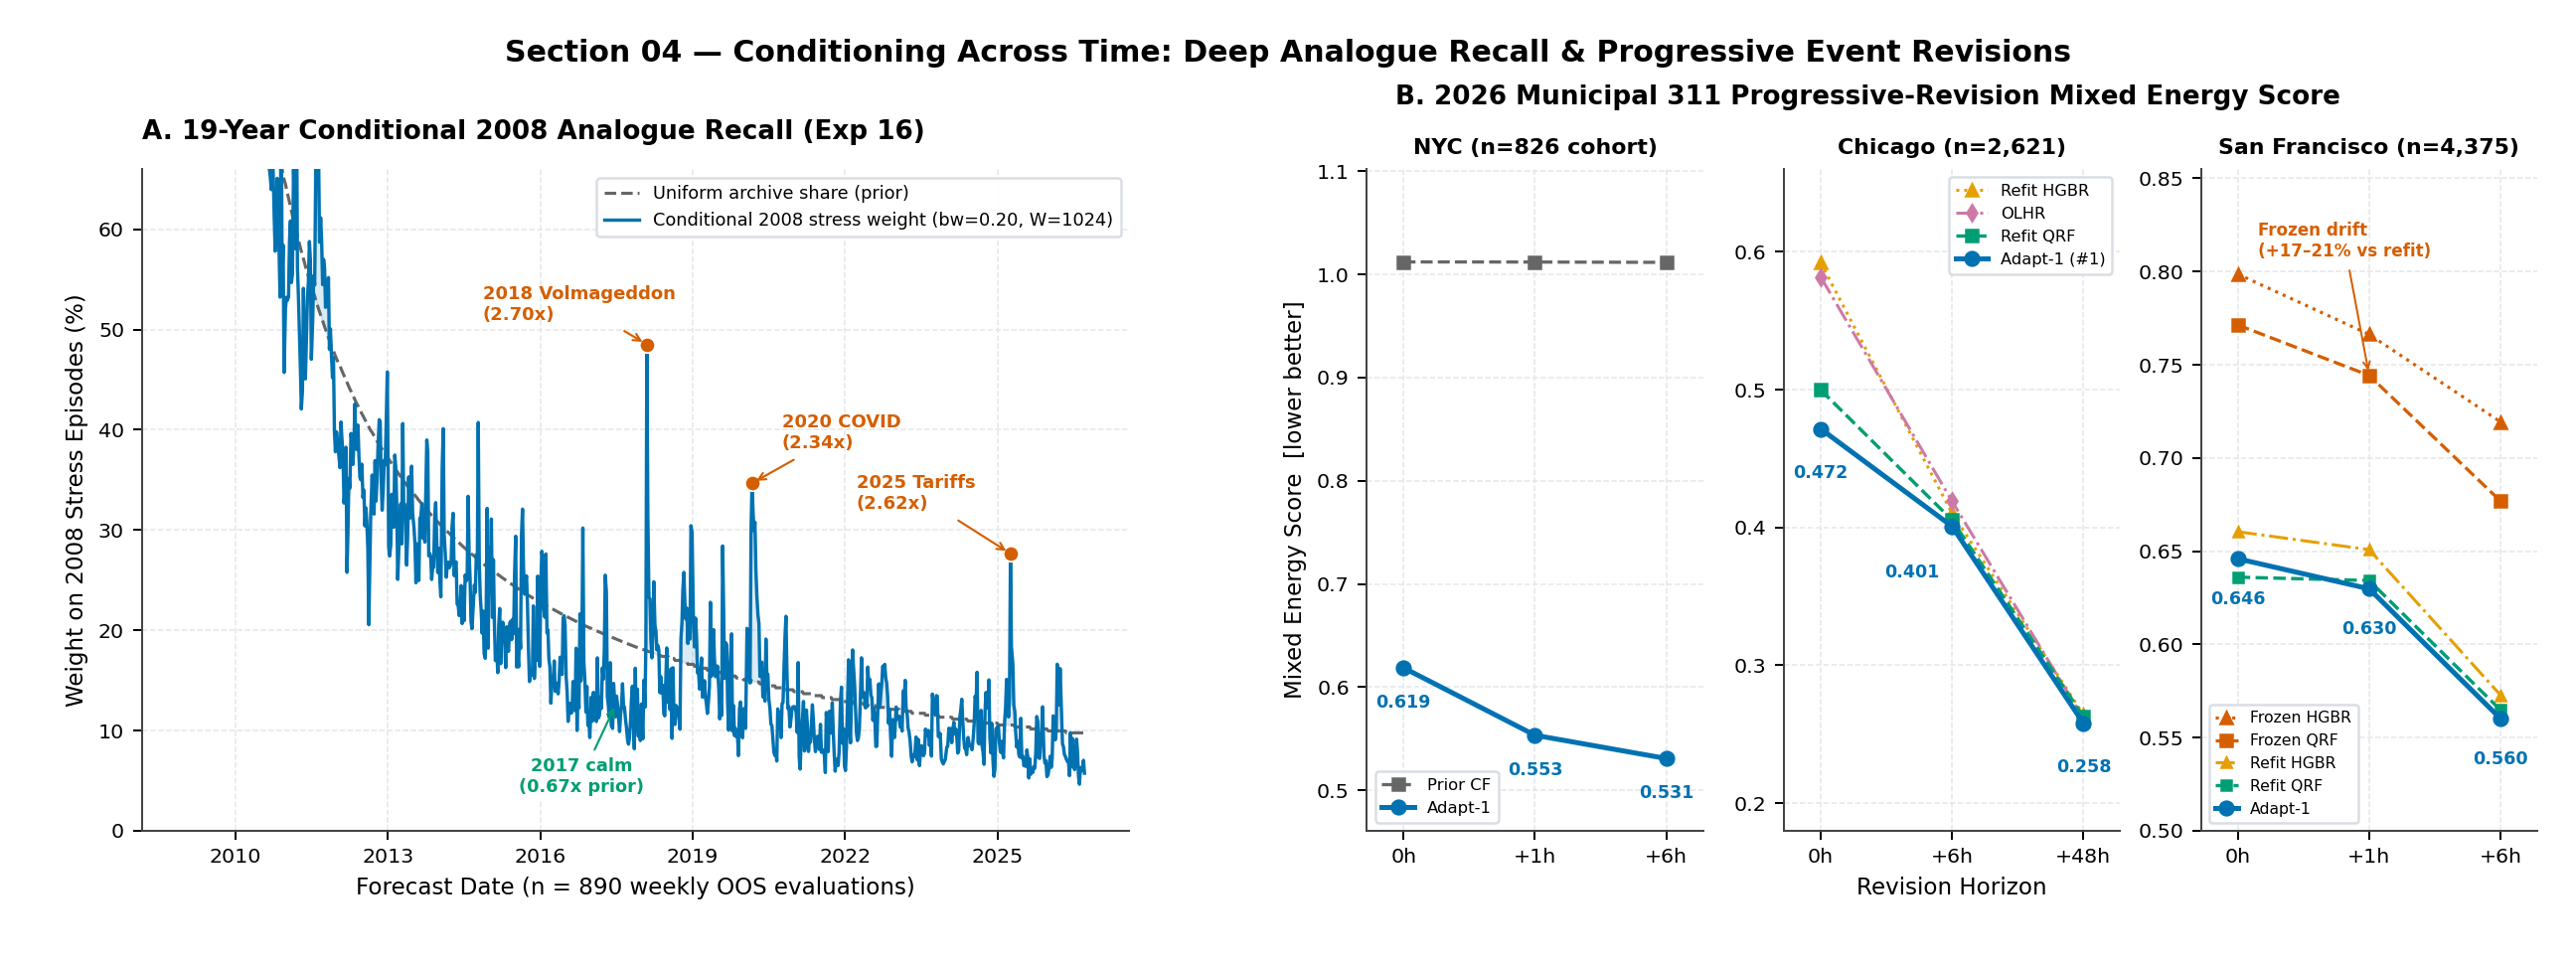 Section 04 — Conditioning Across Time: Deep Analogue Recall & Progressive Event Revisions
A. 19-Year Conditional 2008 Analogue Recall (Exp 16)
Weight on 2008 Stress Episodes (%)
60
50
40
30
20
10
0
Uniform archive share (prior)
Conditional 2008 stress weight (bw=0.20, W=1024)
2018 Volmageddon
(2.70x)
2020 COVID
(2.34x)
2025 Tariffs
(2.62x)
2017 calm
(0.67x prior)
2010
2013
2016
2019
2022
2025
Forecast Date (n = 890 weekly OOS evaluations)
B. 2026 Municipal 311 Progressive-Revision Mixed Energy Score
NYC (n=826 cohort)
Mixed Energy Score [lower better]
1.1
1.0
0.9
0.8
0.7
0.6
0.5
0.619
0.553
0.531
Prior CF
Adapt-1
0h
+1h
+6h
Chicago (n=2,621)
0.6
0.5
0.4
0.3
0.2
Refit HGBR
OLHR
Refit QRF
Adapt-1 (#1)
0.472
0.401
0.258
0h
+6h
+48h
Revision Horizon
San Francisco (n=4,375)
0.85
0.80
0.75
0.70
0.65
0.60
0.55
0.50
Frozen drift
(+17–21% vs refit)
0.646
0.630
0.560
Frozen HGBR
Frozen QRF
Refit HGBR
Refit QRF
Adapt-1
0h
+1h
+6h